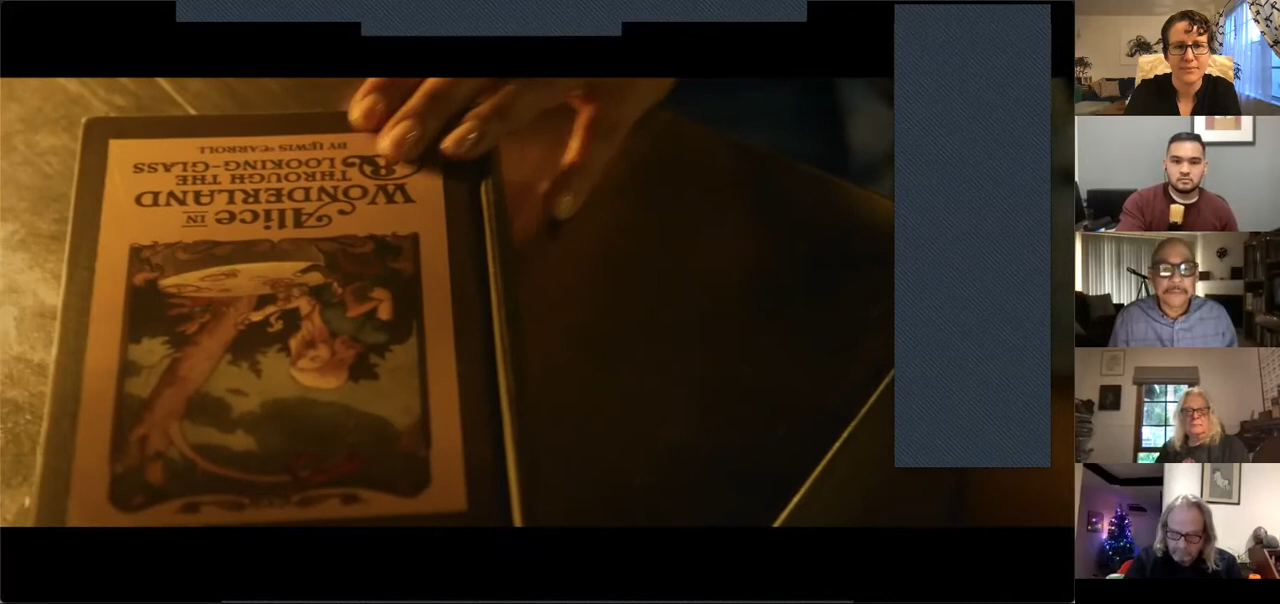 Alice IN
WONDERLAND
THROUGH THE
LOOKING-GLASS
BY LEWIS CARROLL